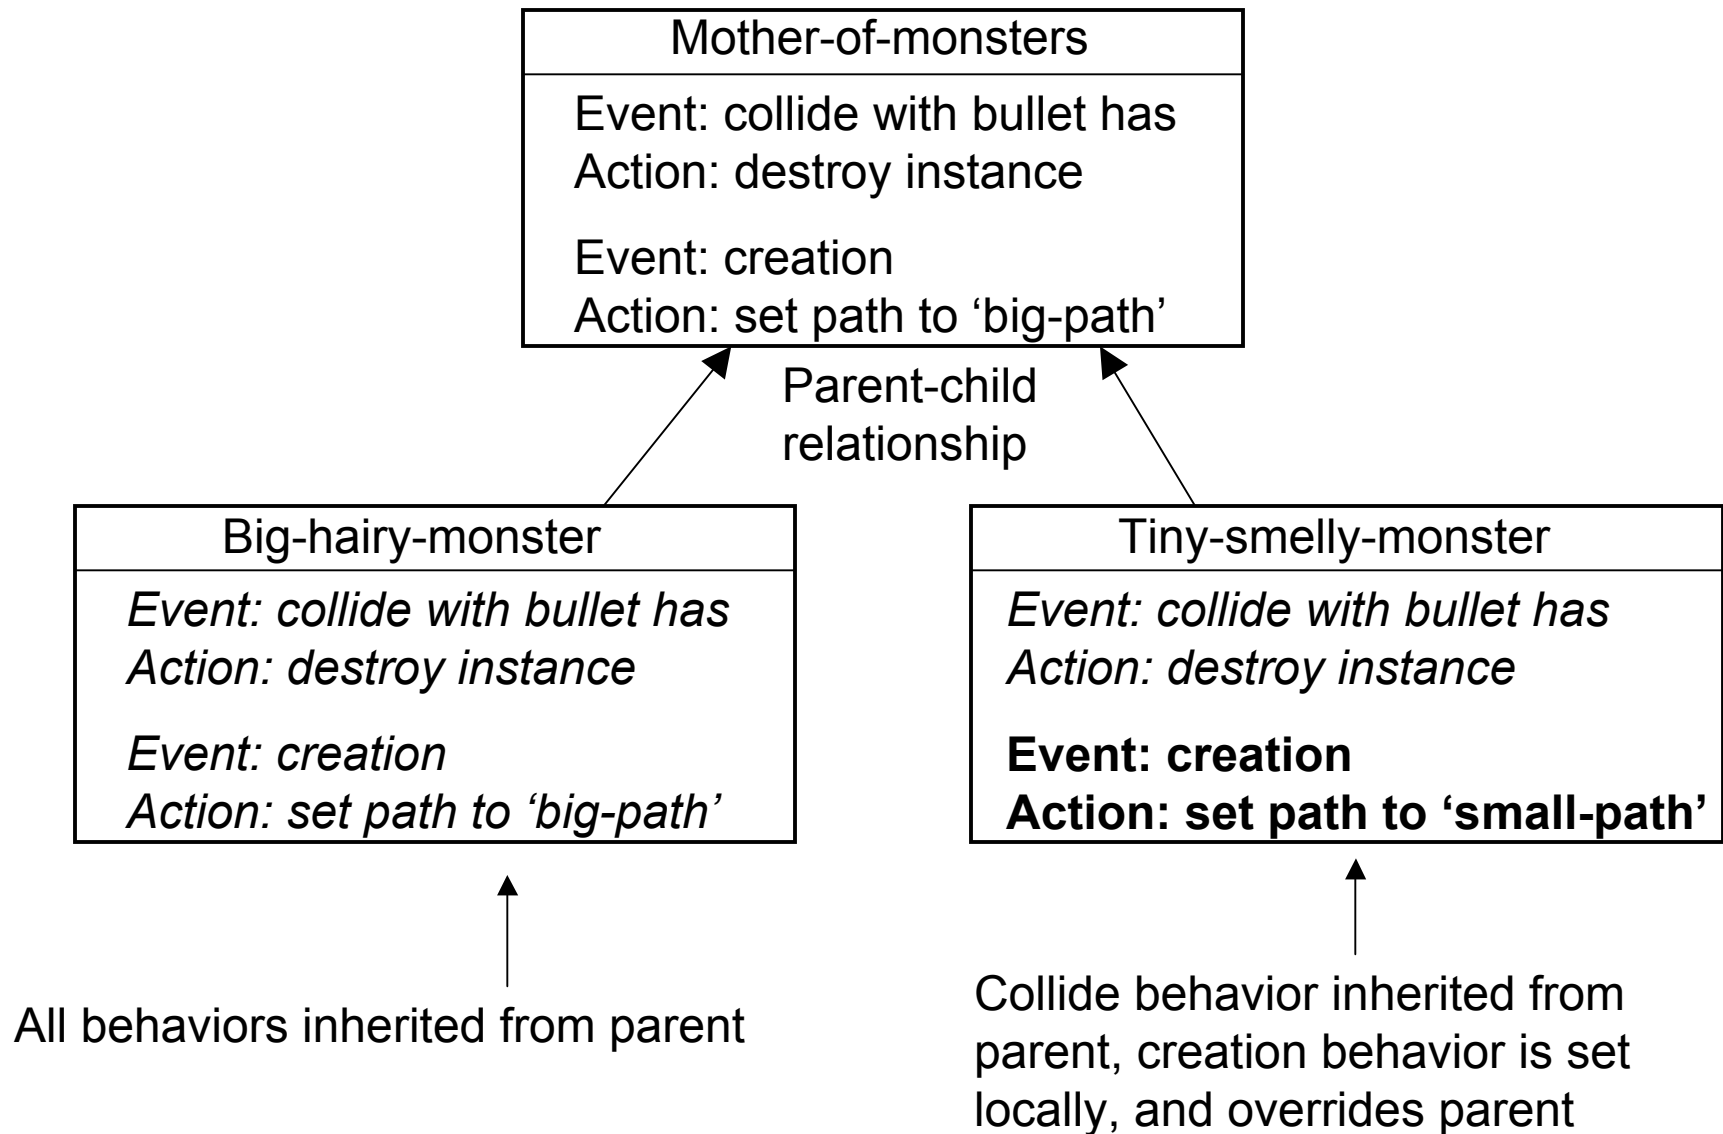 Mother-of-monsters
Event: collide with bullet has
Action: destroy instance
Event: creation
Action: set path to ‘big-path’
Parent-child
relationship
Big-hairy-monster
Event: collide with bullet has
Action: destroy instance
Event: creation
Action: set path to ‘big-path’
All behaviors inherited from parent
Tiny-smelly-monster
Event: collide with bullet has
Action: destroy instance
Event: creation
Action: set path to ‘small-path’
Collide behavior inherited from
parent, creation behavior is set
locally, and overrides parent